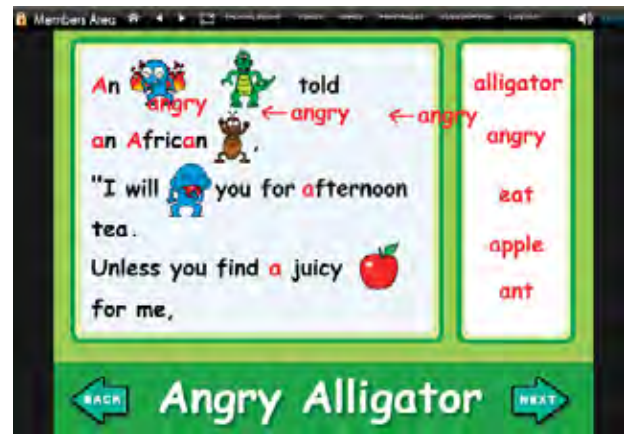 Members Area
An told
angry ←angry ←angry
an African ,
"I will you for afternoon
tea.
Unless you find a juicy
for me,
alligator
angry
eat
apple
ant
BACK Angry Alligator NEXT